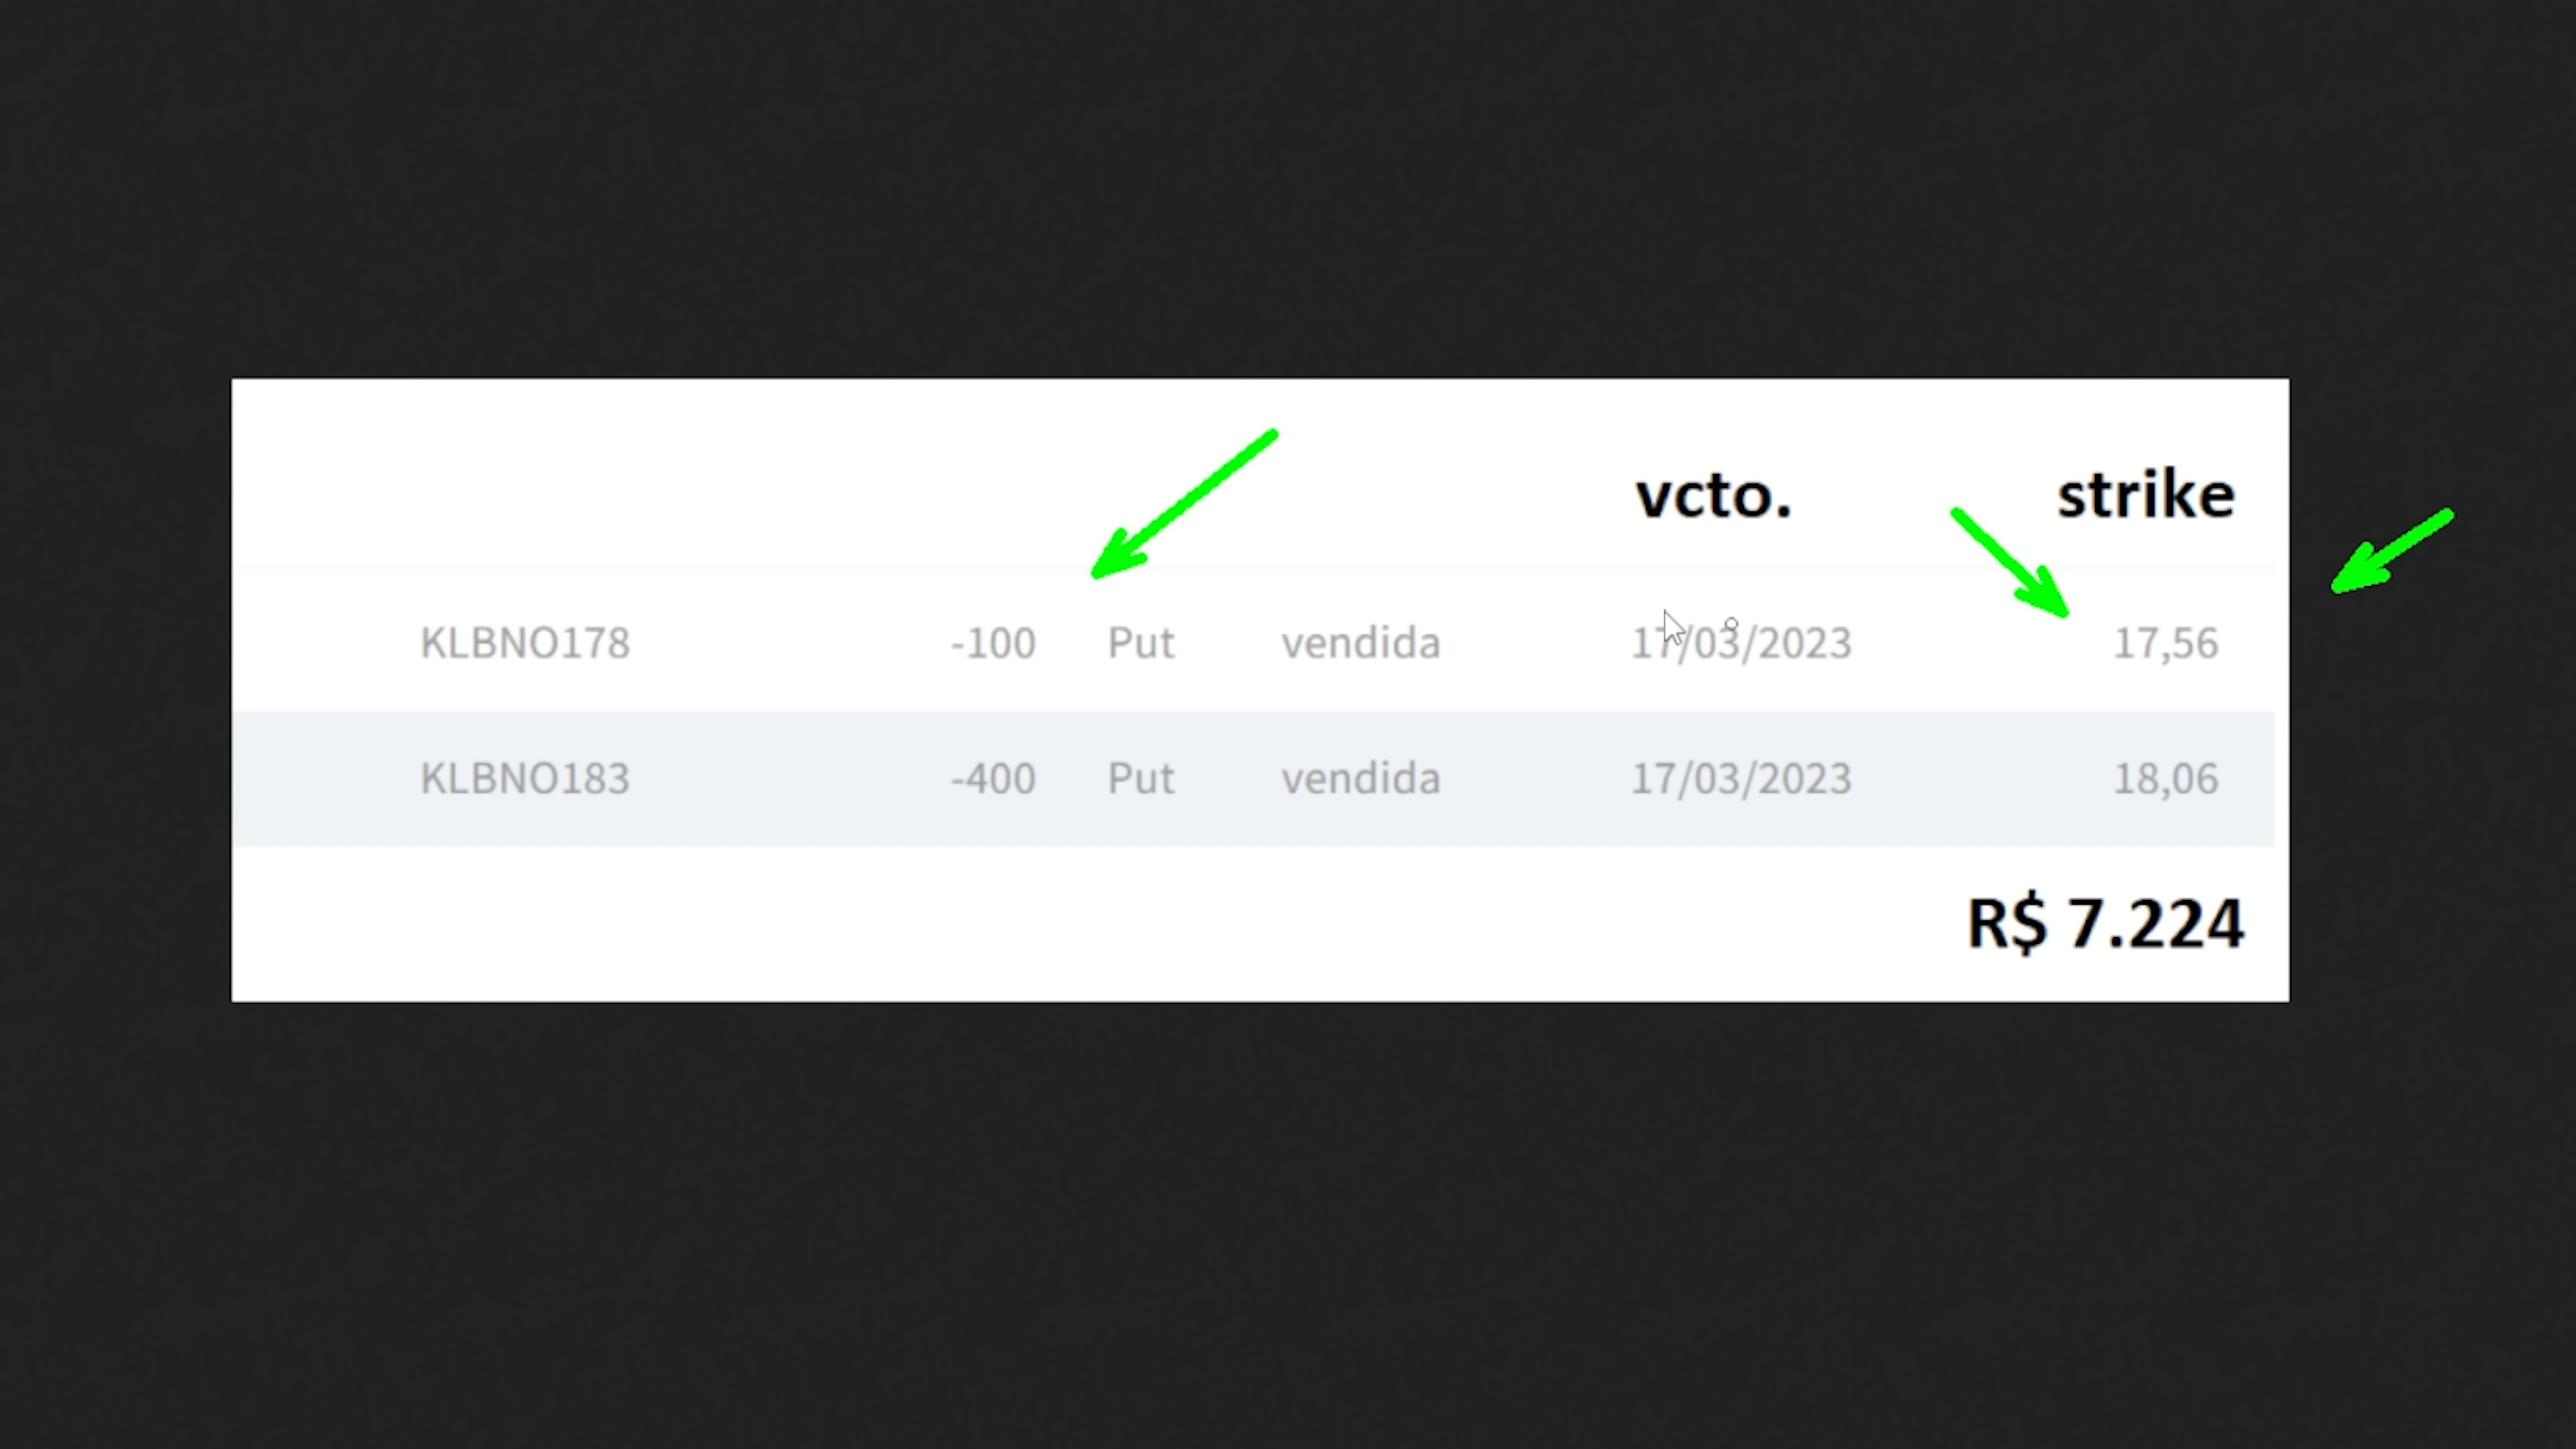 vcto. strike
KLBNO178 -100 Put vendida 17/03/2023 17,56
KLBNO183 -400 Put vendida 17/03/2023 18,06
R$ 7.224